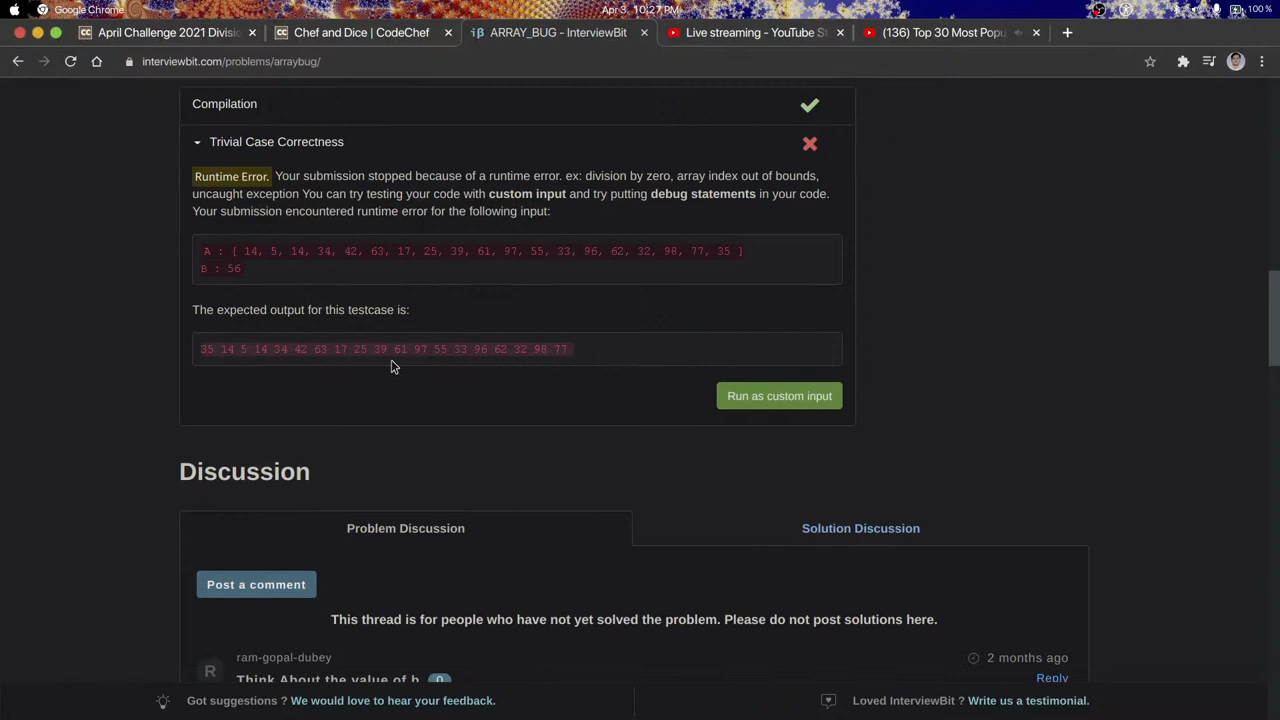 Google Chrome
Apr 3, 10:27 PM
100 %
April Challenge 2021 Divisio
Chef and Dice | CodeChef
ARRAY_BUG - InterviewBit
Live streaming - YouTube St
(136) Top 30 Most Popu
interviewbit.com/problems/arraybug/
Compilation
Trivial Case Correctness
Runtime Error. Your submission stopped because of a runtime error. ex: division by zero, array index out of bounds,
uncaught exception You can try testing your code with custom input and try putting debug statements in your code.
Your submission encountered runtime error for the following input:
A : [ 14, 5, 14, 34, 42, 63, 17, 25, 39, 61, 97, 55, 33, 96, 62, 32, 98, 77, 35 ]
B : 56
The expected output for this testcase is:
35 14 5 14 34 42 63 17 25 39 61 97 55 33 96 62 32 98 77
Run as custom input
Discussion
Problem Discussion
Solution Discussion
Post a comment
This thread is for people who have not yet solved the problem. Please do not post solutions here.
R
ram-gopal-dubey
2 months ago
Think About the value of b
0
Reply
Got suggestions ? We would love to hear your feedback.
Loved InterviewBit ? Write us a testimonial.